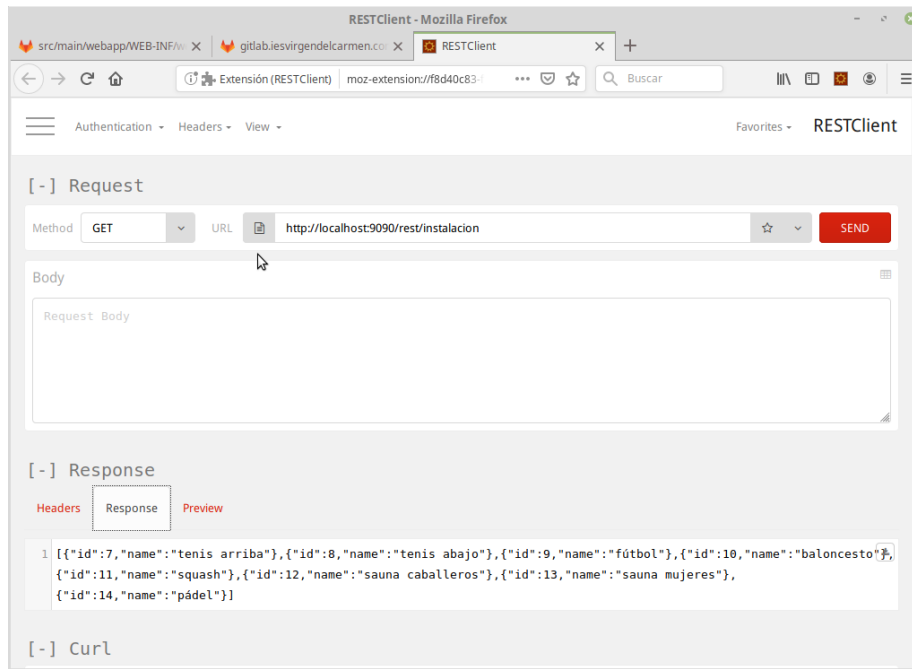 RESTClient - Mozilla Firefox
src/main/webapp/WEB-INF/w
gitlab.iesvirgendelcarmen.co
RESTClient
Extensión (RESTClient) moz-extension://f8d40c83-
Buscar
Authentication Headers View Favorites RESTClient
[-] Request
Method GET URL http://localhost:9090/rest/instalacion SEND
Body
Request Body
[-] Response
Headers Response Preview
1 [{"id":7,"name":"tenis arriba"},{"id":8,"name":"tenis abajo"},{"id":9,"name":"fútbol"},{"id":10,"name":"baloncesto"},
{"id":11,"name":"squash"},{"id":12,"name":"sauna caballeros"},{"id":13,"name":"sauna mujeres"},
{"id":14,"name":"pádel"}]
[-] Curl